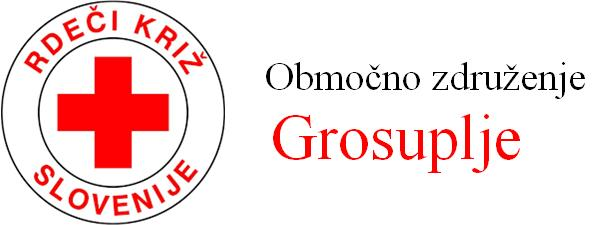 RDEČI KRIŽ
SLOVENIJE
Območno združenje
Grosuplje